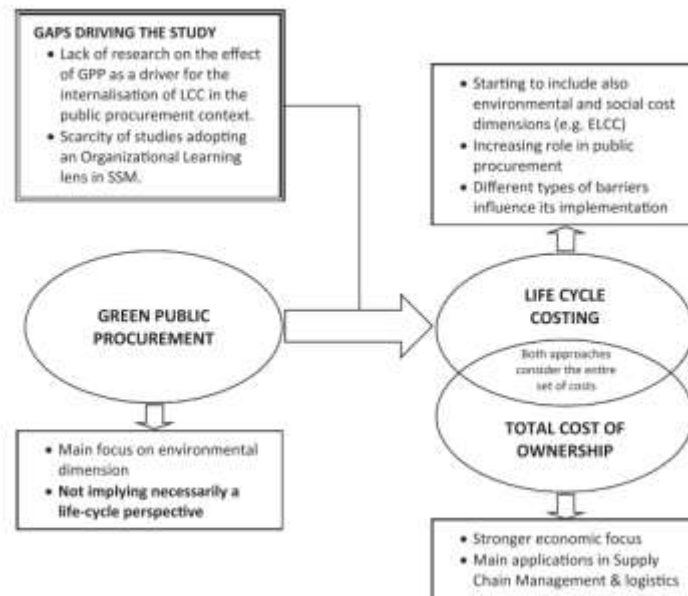 GAPS DRIVING THE STUDY
• Lack of research on the effect
of GPP as a driver for the
internalisation of LCC in the
public procurement context.
• Scarcity of studies adopting
an Organizational Learning
lens in SSM.
• Starting to include also
environmental and social cost
dimensions (e.g. ELCC)
• Increasing role in public
procurement
• Different types of barriers
influence its implementation
GREEN PUBLIC
PROCUREMENT
LIFE CYCLE
COSTING
Both approaches
consider the entire
set of costs
TOTAL COST OF
OWNERSHIP
• Main focus on environmental
dimension
• Not implying necessarily a
life-cycle perspective
• Stronger economic focus
• Main applications in Supply
Chain Management & logistics